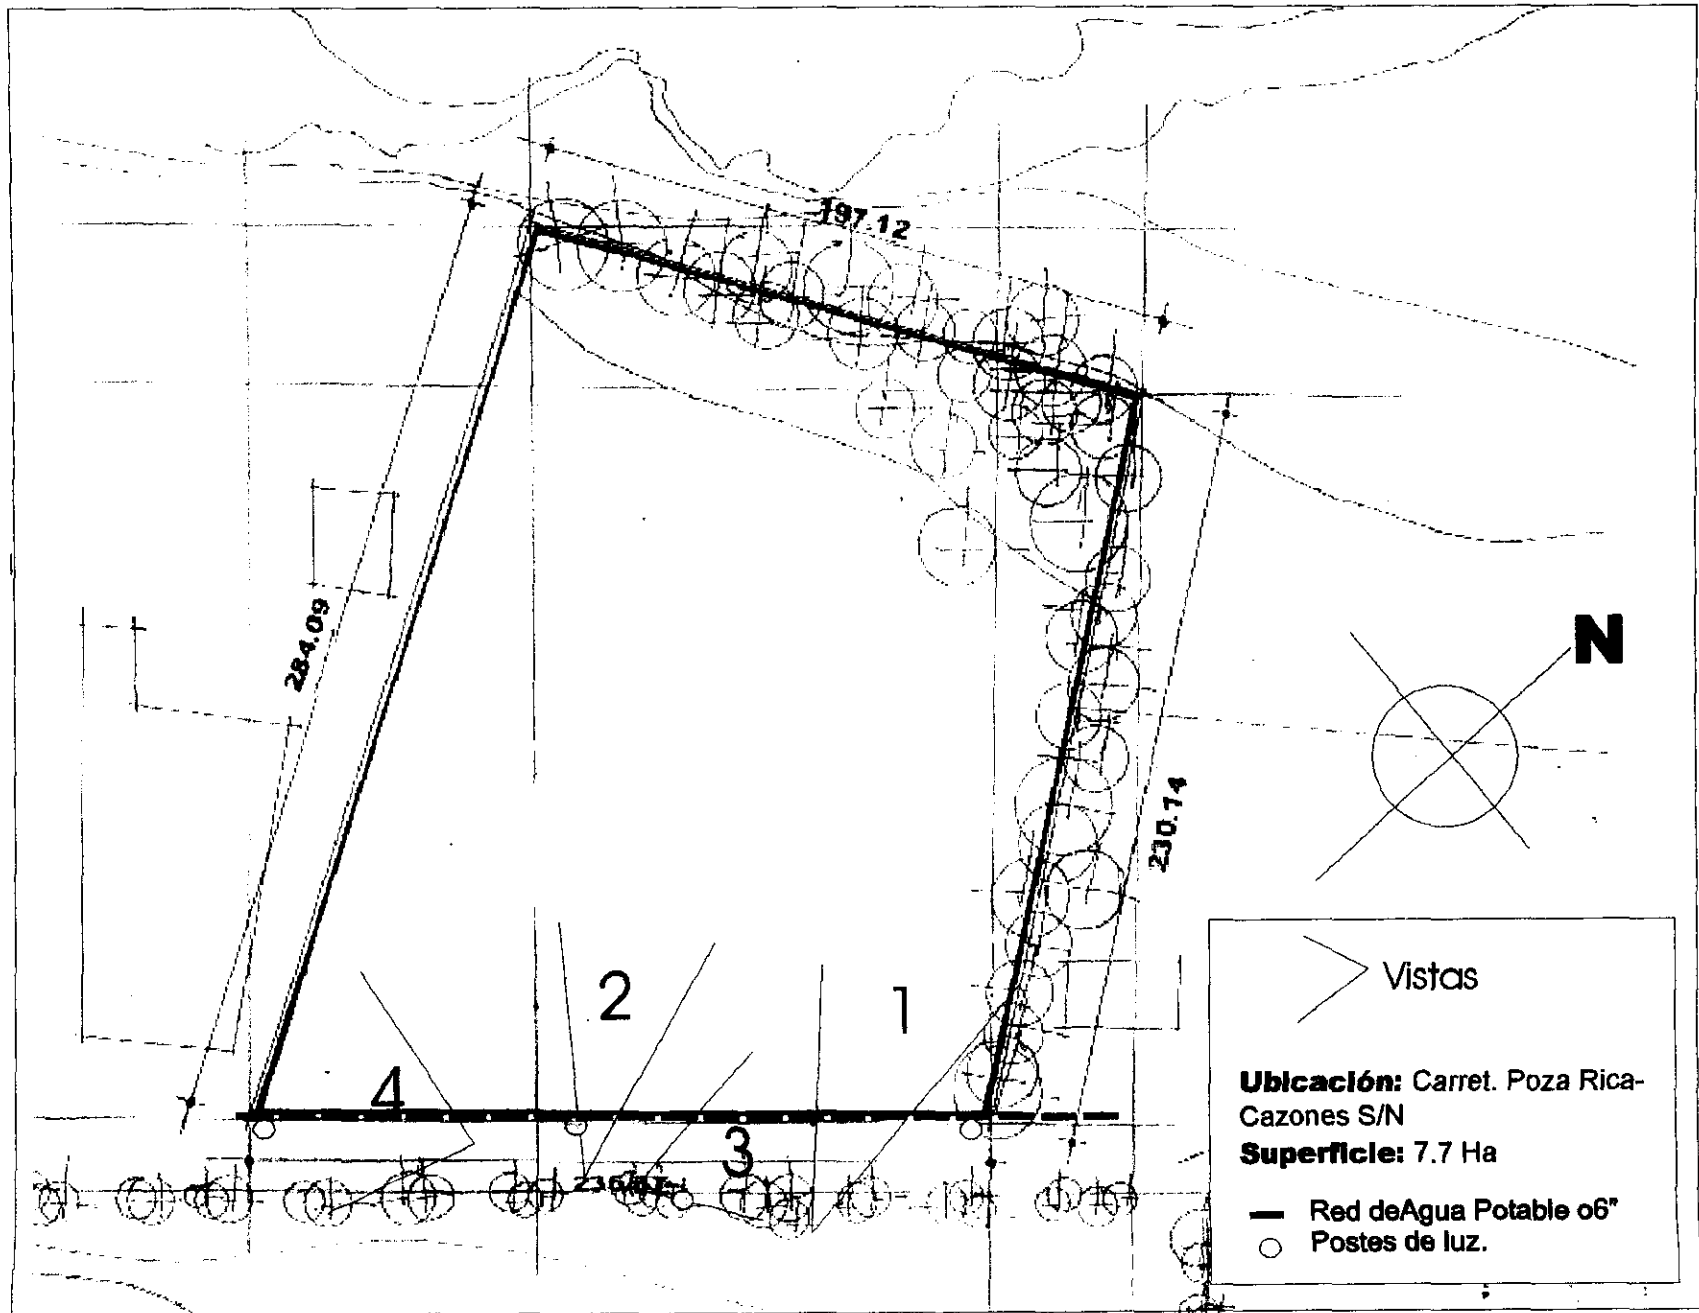 197.12
284.09
N
230.14
2
1
4
3
Vistas
Ubicación: Carret. Poza Rica-
Cazones S/N
Superficie: 7.7 Ha
Red deAgua Potable o6"
Postes de luz.